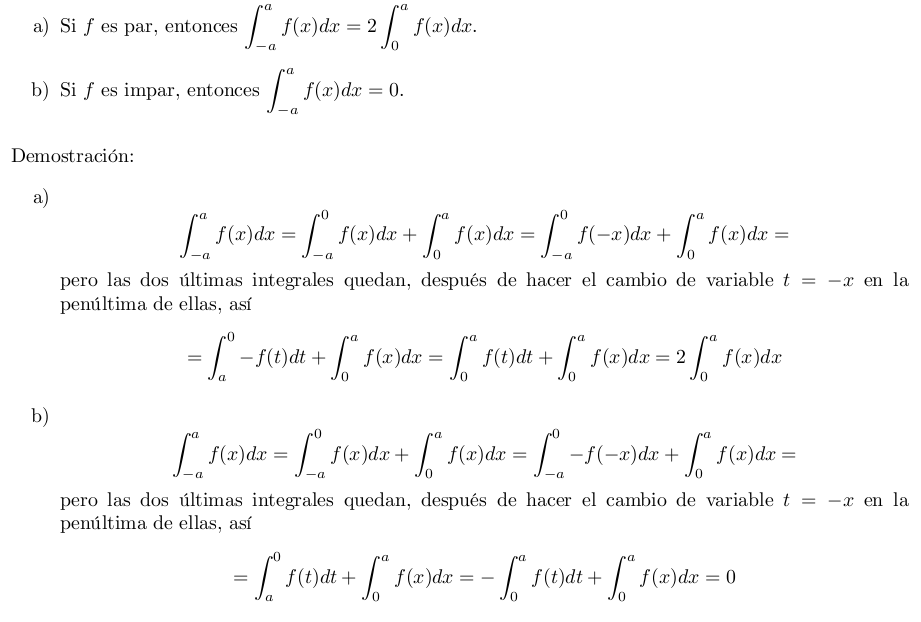 a) Si f es par, entonces ∫_{-a}^{a} f(x)dx = 2 ∫_{0}^{a} f(x)dx.
b) Si f es impar, entonces ∫_{-a}^{a} f(x)dx = 0.
Demostración:
a)
∫_{-a}^{a} f(x)dx = ∫_{-a}^{0} f(x)dx + ∫_{0}^{a} f(x)dx = ∫_{-a}^{0} f(-x)dx + ∫_{0}^{a} f(x)dx =
pero las dos últimas integrales quedan, después de hacer el cambio de variable t = -x en la
penúltima de ellas, así
= ∫_{a}^{0} -f(t)dt + ∫_{0}^{a} f(x)dx = ∫_{0}^{a} f(t)dt + ∫_{0}^{a} f(x)dx = 2 ∫_{0}^{a} f(x)dx
b)
∫_{-a}^{a} f(x)dx = ∫_{-a}^{0} f(x)dx + ∫_{0}^{a} f(x)dx = ∫_{-a}^{0} -f(-x)dx + ∫_{0}^{a} f(x)dx =
pero las dos últimas integrales quedan, después de hacer el cambio de variable t = -x en la
penúltima de ellas, así
= ∫_{a}^{0} f(t)dt + ∫_{0}^{a} f(x)dx = - ∫_{0}^{a} f(t)dt + ∫_{0}^{a} f(x)dx = 0